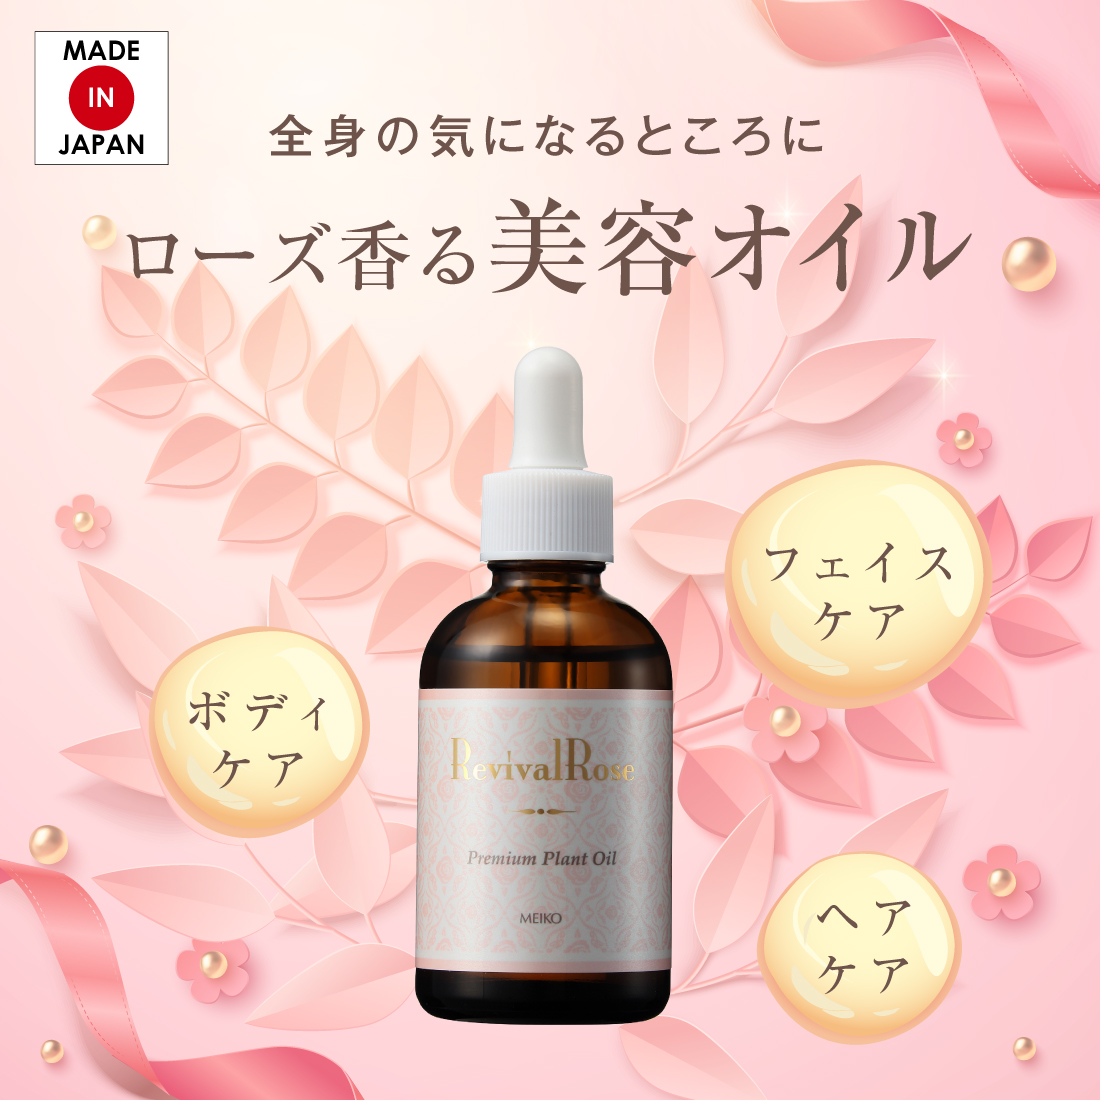 MADE
IN
JAPAN
全身の気になるところに
ローズ香る美容オイル
フェイス
ケア
ボディ
ケア
RevivalRose
Premium Plant Oil
MEIKO
ヘア
ケア